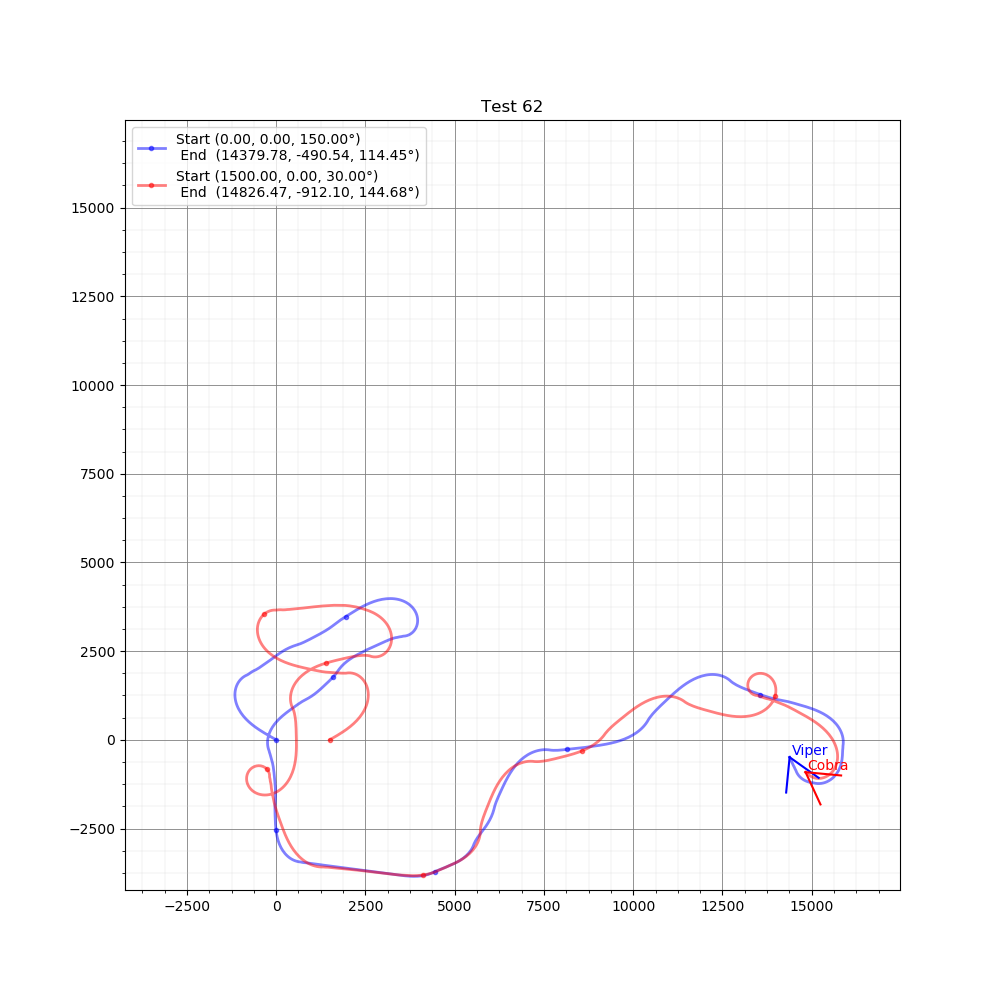 Test 62
Start (0.00, 0.00, 150.00°)
End (14379.78, -490.54, 114.45°)
Start (1500.00, 0.00, 30.00°)
End (14826.47, -912.10, 144.68°)
15000
12500
10000
7500
5000
2500
0
−2500
Viper
Cobra
−2500 0 2500 5000 7500 10000 12500 15000